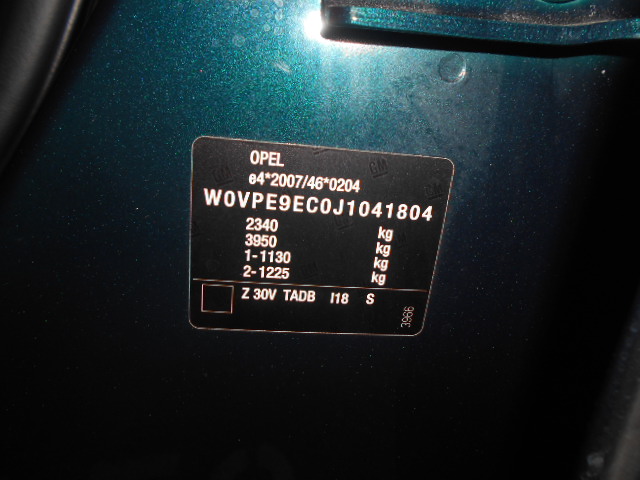 OPEL
e4*2007/46*0204
W0VPE9EC0J1041804
2340 kg
3950 kg
1-1130 kg
2-1225 kg
Z 30V TADB I18 S
3966